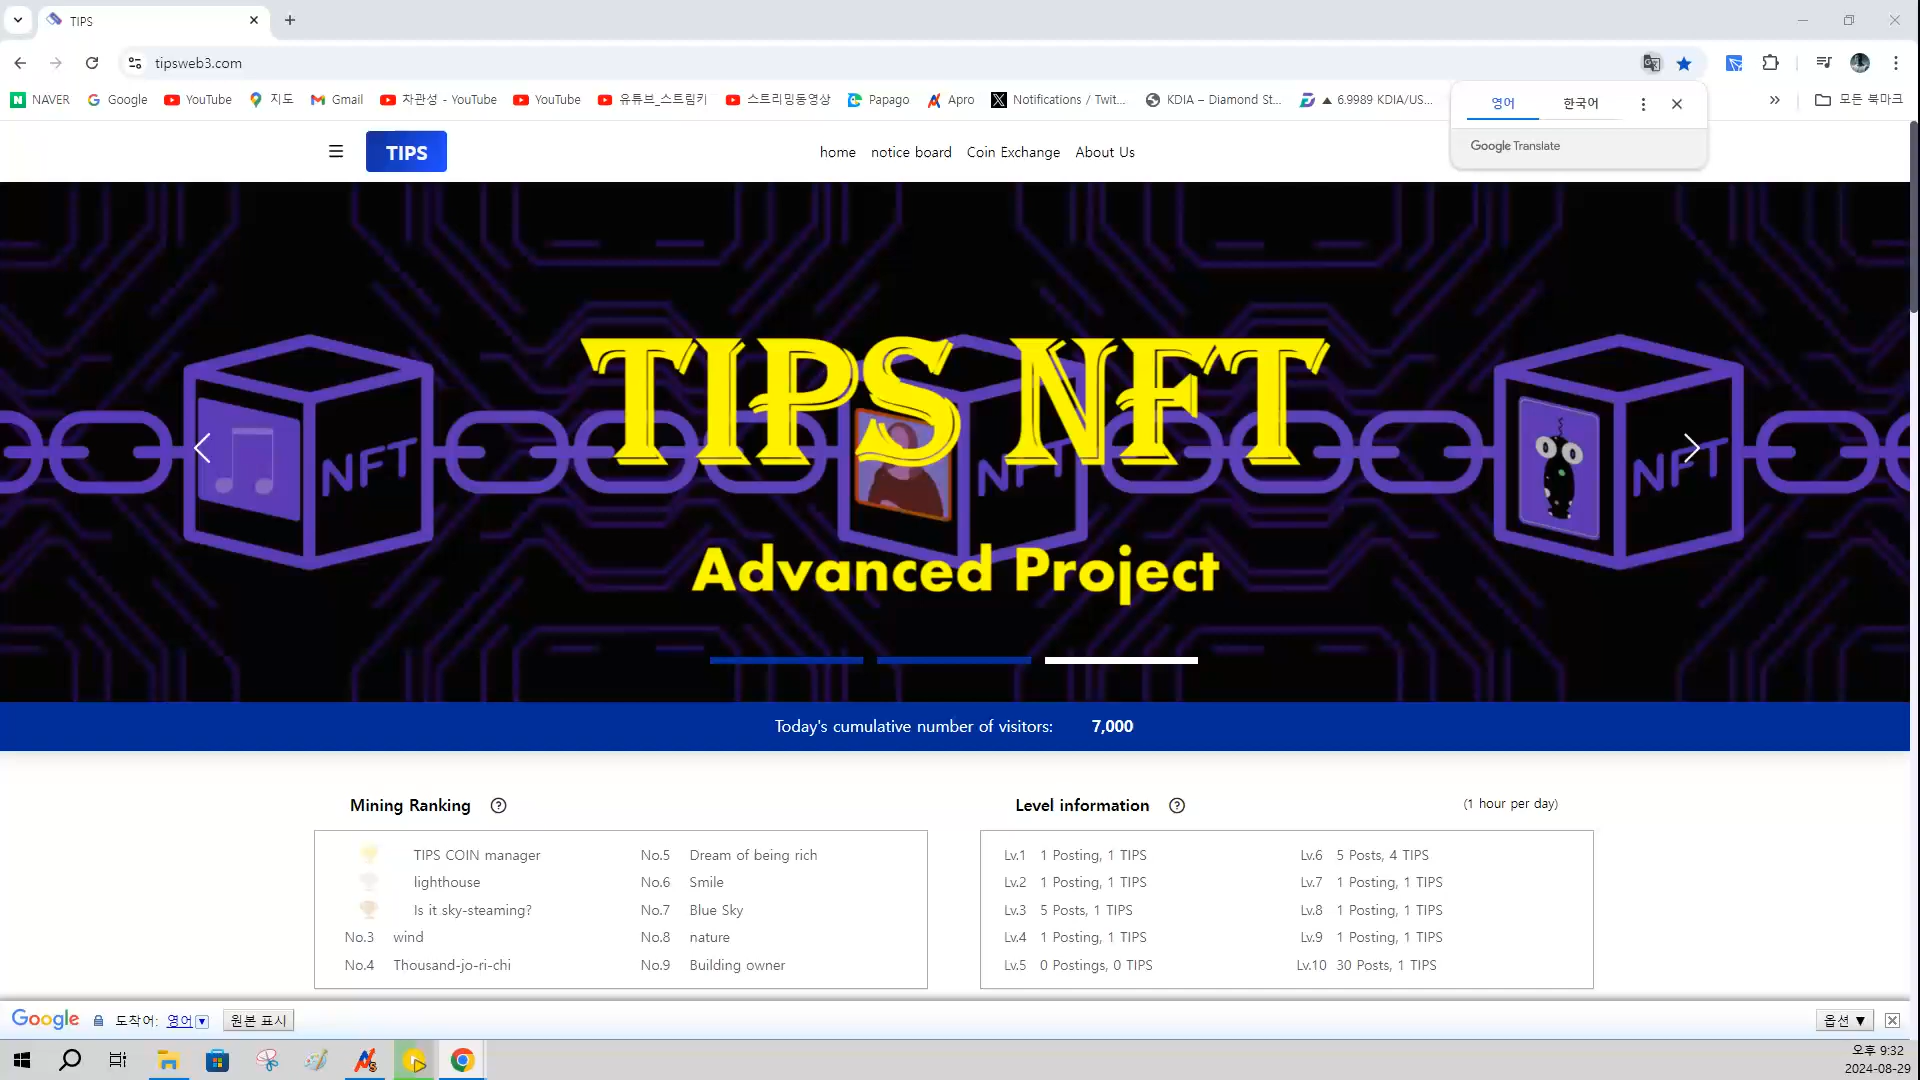 TIPS
tipsweb3.com
NAVER Google YouTube 지도 Gmail 차관성 - YouTube YouTube 유튜브_스트림키 스트리밍동영상 Papago Apro Notifications / Twit... KDIA – Diamond St... ▲ 6.9989 KDIA/US... » 모든 북마크
영어 한국어
Google Translate
TIPS home notice board Coin Exchange About Us
TIPS NFT
NFT NFT NFT
Advanced Project
Today's cumulative number of visitors: 7,000
Mining Ranking
TIPS COIN manager No.5 Dream of being rich
lighthouse No.6 Smile
Is it sky-steaming? No.7 Blue Sky
No.3 wind No.8 nature
No.4 Thousand-jo-ri-chi No.9 Building owner
Level information (1 hour per day)
Lv.1 1 Posting, 1 TIPS Lv.6 5 Posts, 4 TIPS
Lv.2 1 Posting, 1 TIPS Lv.7 1 Posting, 1 TIPS
Lv.3 5 Posts, 1 TIPS Lv.8 1 Posting, 1 TIPS
Lv.4 1 Posting, 1 TIPS Lv.9 1 Posting, 1 TIPS
Lv.5 0 Postings, 0 TIPS Lv.10 30 Posts, 1 TIPS
Google 도착어: 영어 ▼ 원본 표시 옵션 ▼
오후 9:32
2024-08-29